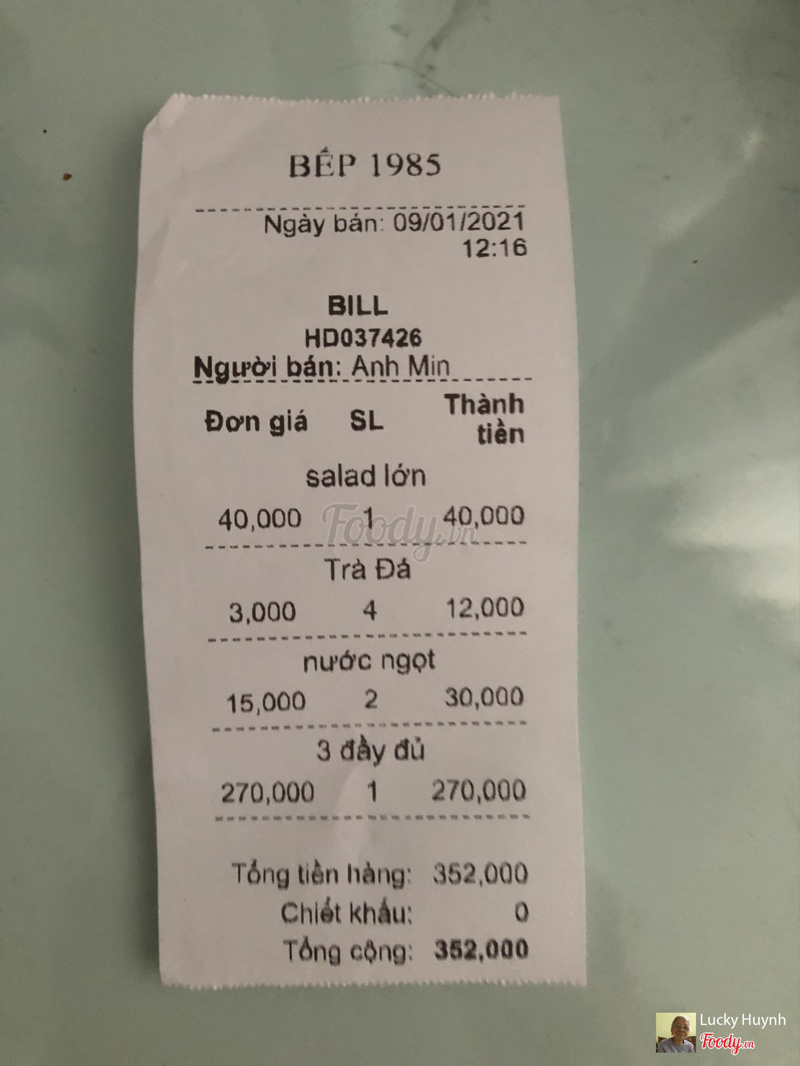 BẾP 1985
Ngày bán: 09/01/2021
12:16
BILL
HD037426
Người bán: Anh Min
Đơn giá SL Thành tiền
salad lớn
40,000 1 40,000
Trà Đá
3,000 4 12,000
nước ngọt
15,000 2 30,000
3 đầy đủ
270,000 1 270,000
Tổng tiền hàng: 352,000
Chiết khấu: 0
Tổng cộng: 352,000
Foody.vn
Lucky Huynh
Foody.vn